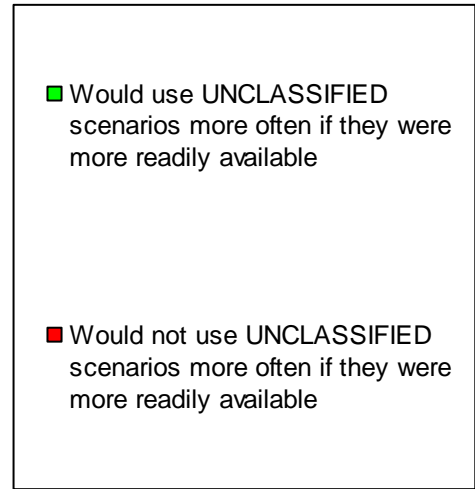 Would use UNCLASSIFIED
scenarios more often if they were
more readily available
Would not use UNCLASSIFIED
scenarios more often if they were
more readily available